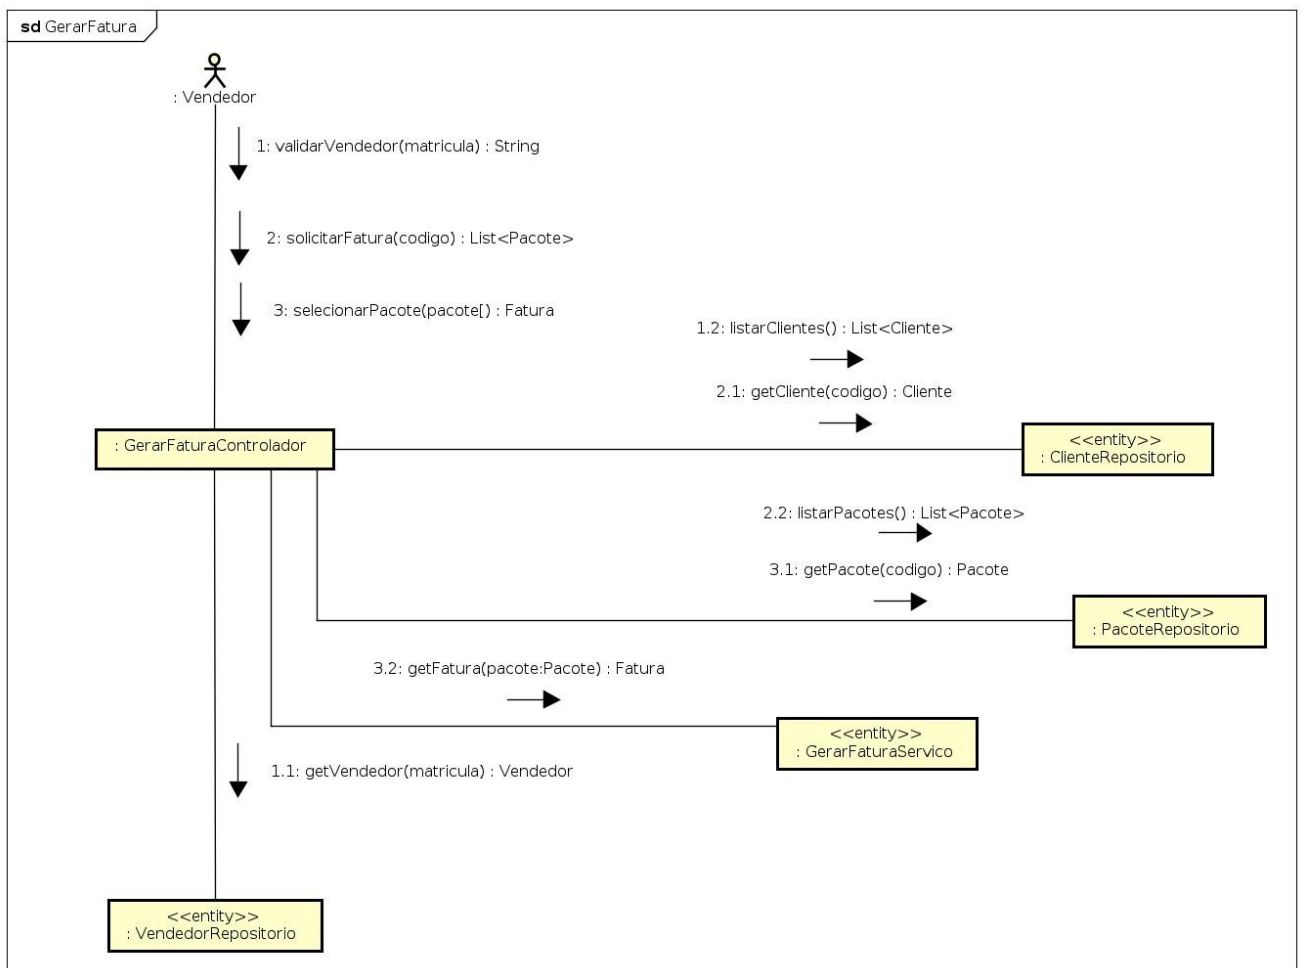 sd GerarFatura
: Vendedor
1: validarVendedor(matricula) : String
2: solicitarFatura(codigo) : List<Pacote>
3: selecionarPacote(pacote[) : Fatura
1.2: listarClientes() : List<Cliente>
2.1: getCliente(codigo) : Cliente
: GerarFaturaControlador
<<entity>>
: ClienteRepositorio
2.2: listarPacotes() : List<Pacote>
3.1: getPacote(codigo) : Pacote
<<entity>>
: PacoteRepositorio
3.2: getFatura(pacote:Pacote) : Fatura
<<entity>>
: GerarFaturaServico
1.1: getVendedor(matricula) : Vendedor
<<entity>>
: VendedorRepositorio